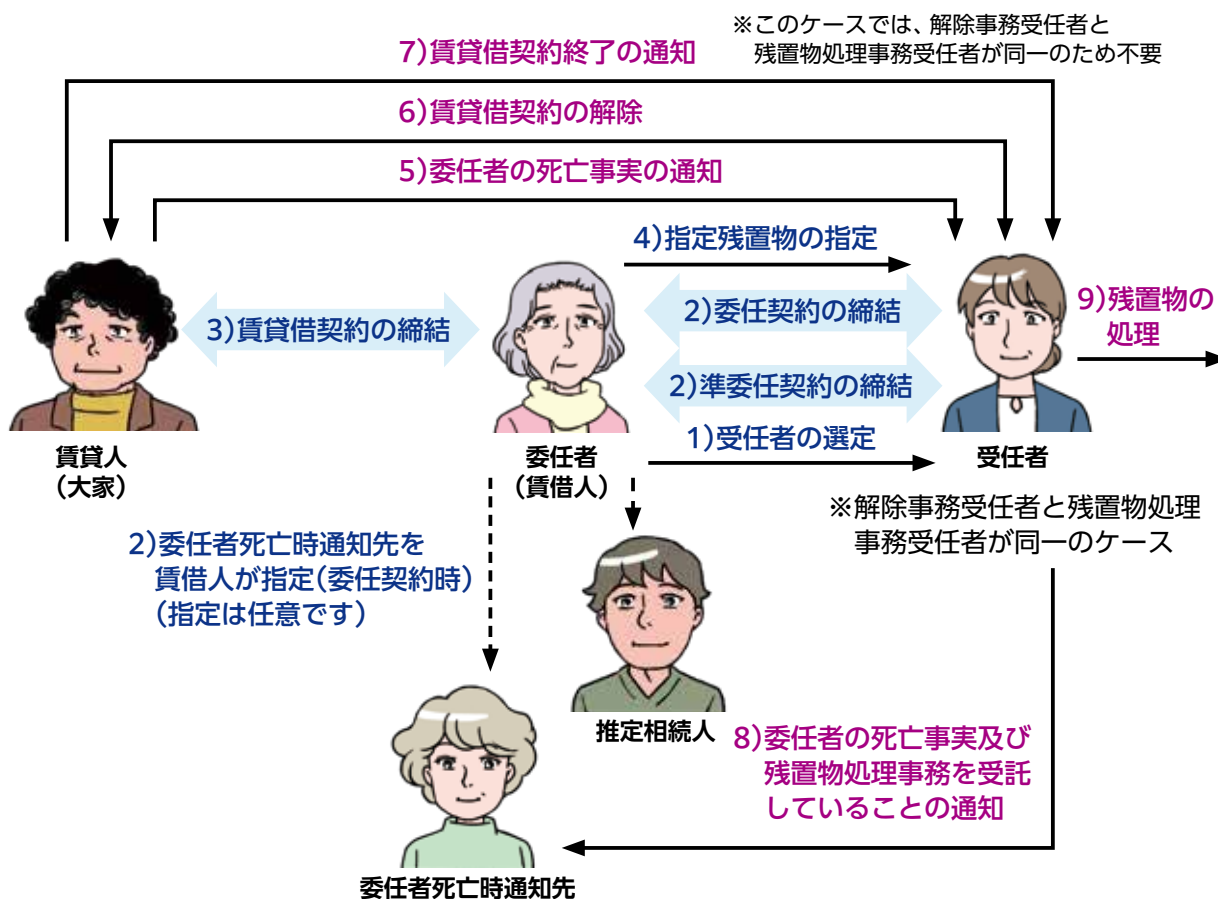 ※このケースでは、解除事務受任者と
残置物処理事務受任者が同一のため不要
7)賃貸借契約終了の通知
6)賃貸借契約の解除
5)委任者の死亡事実の通知
4)指定残置物の指定
3)賃貸借契約の締結
2)委任契約の締結
2)準委任契約の締結
1)受任者の選定
9)残置物の
処理
賃貸人
（大家）
委任者
（賃借人）
受任者
※解除事務受任者と残置物処理
事務受任者が同一のケース
2)委任者死亡時通知先を
賃借人が指定（委任契約時）
（指定は任意です）
推定相続人
8)委任者の死亡事実及び
残置物処理事務を受託
していることの通知
委任者死亡時通知先